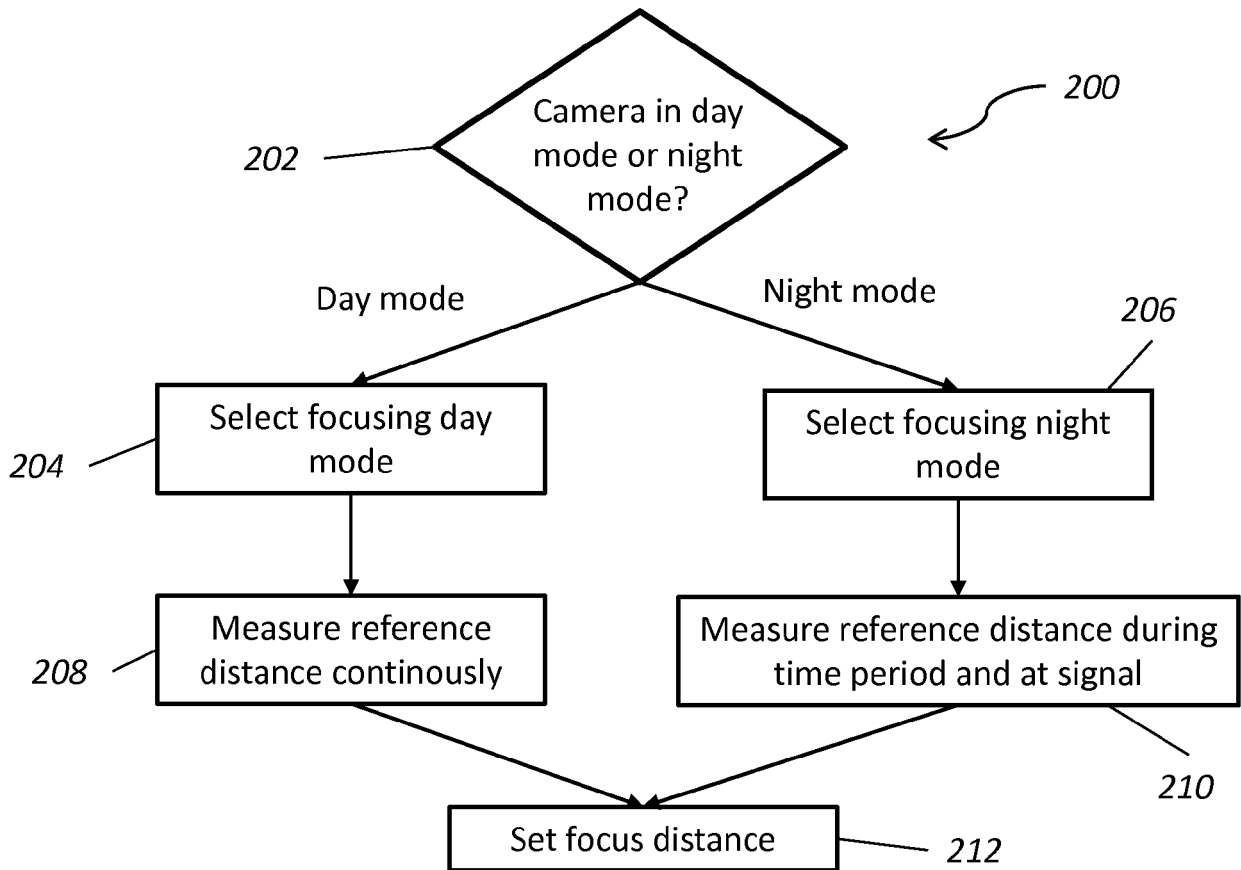 200
Camera in day
mode or night
mode?
202
Day mode
Night mode
206
Select focusing day
mode
Select focusing night
mode
204
Measure reference
distance continously
Measure reference distance during
time period and at signal
208
210
Set focus distance
212